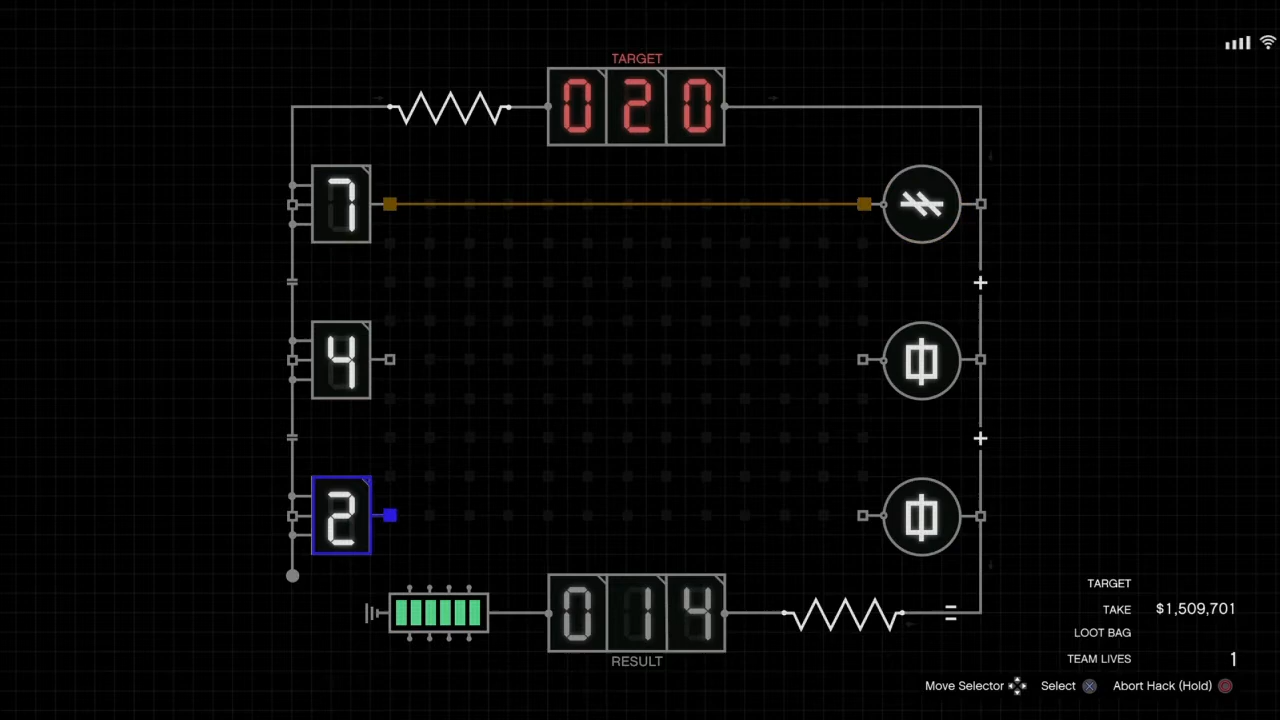 TARGET
020
7
4
+
2
+
TARGET
014
=
TAKE $1,509,701
RESULT
LOOT BAG
TEAM LIVES 1
Move Selector Select Abort Hack (Hold)